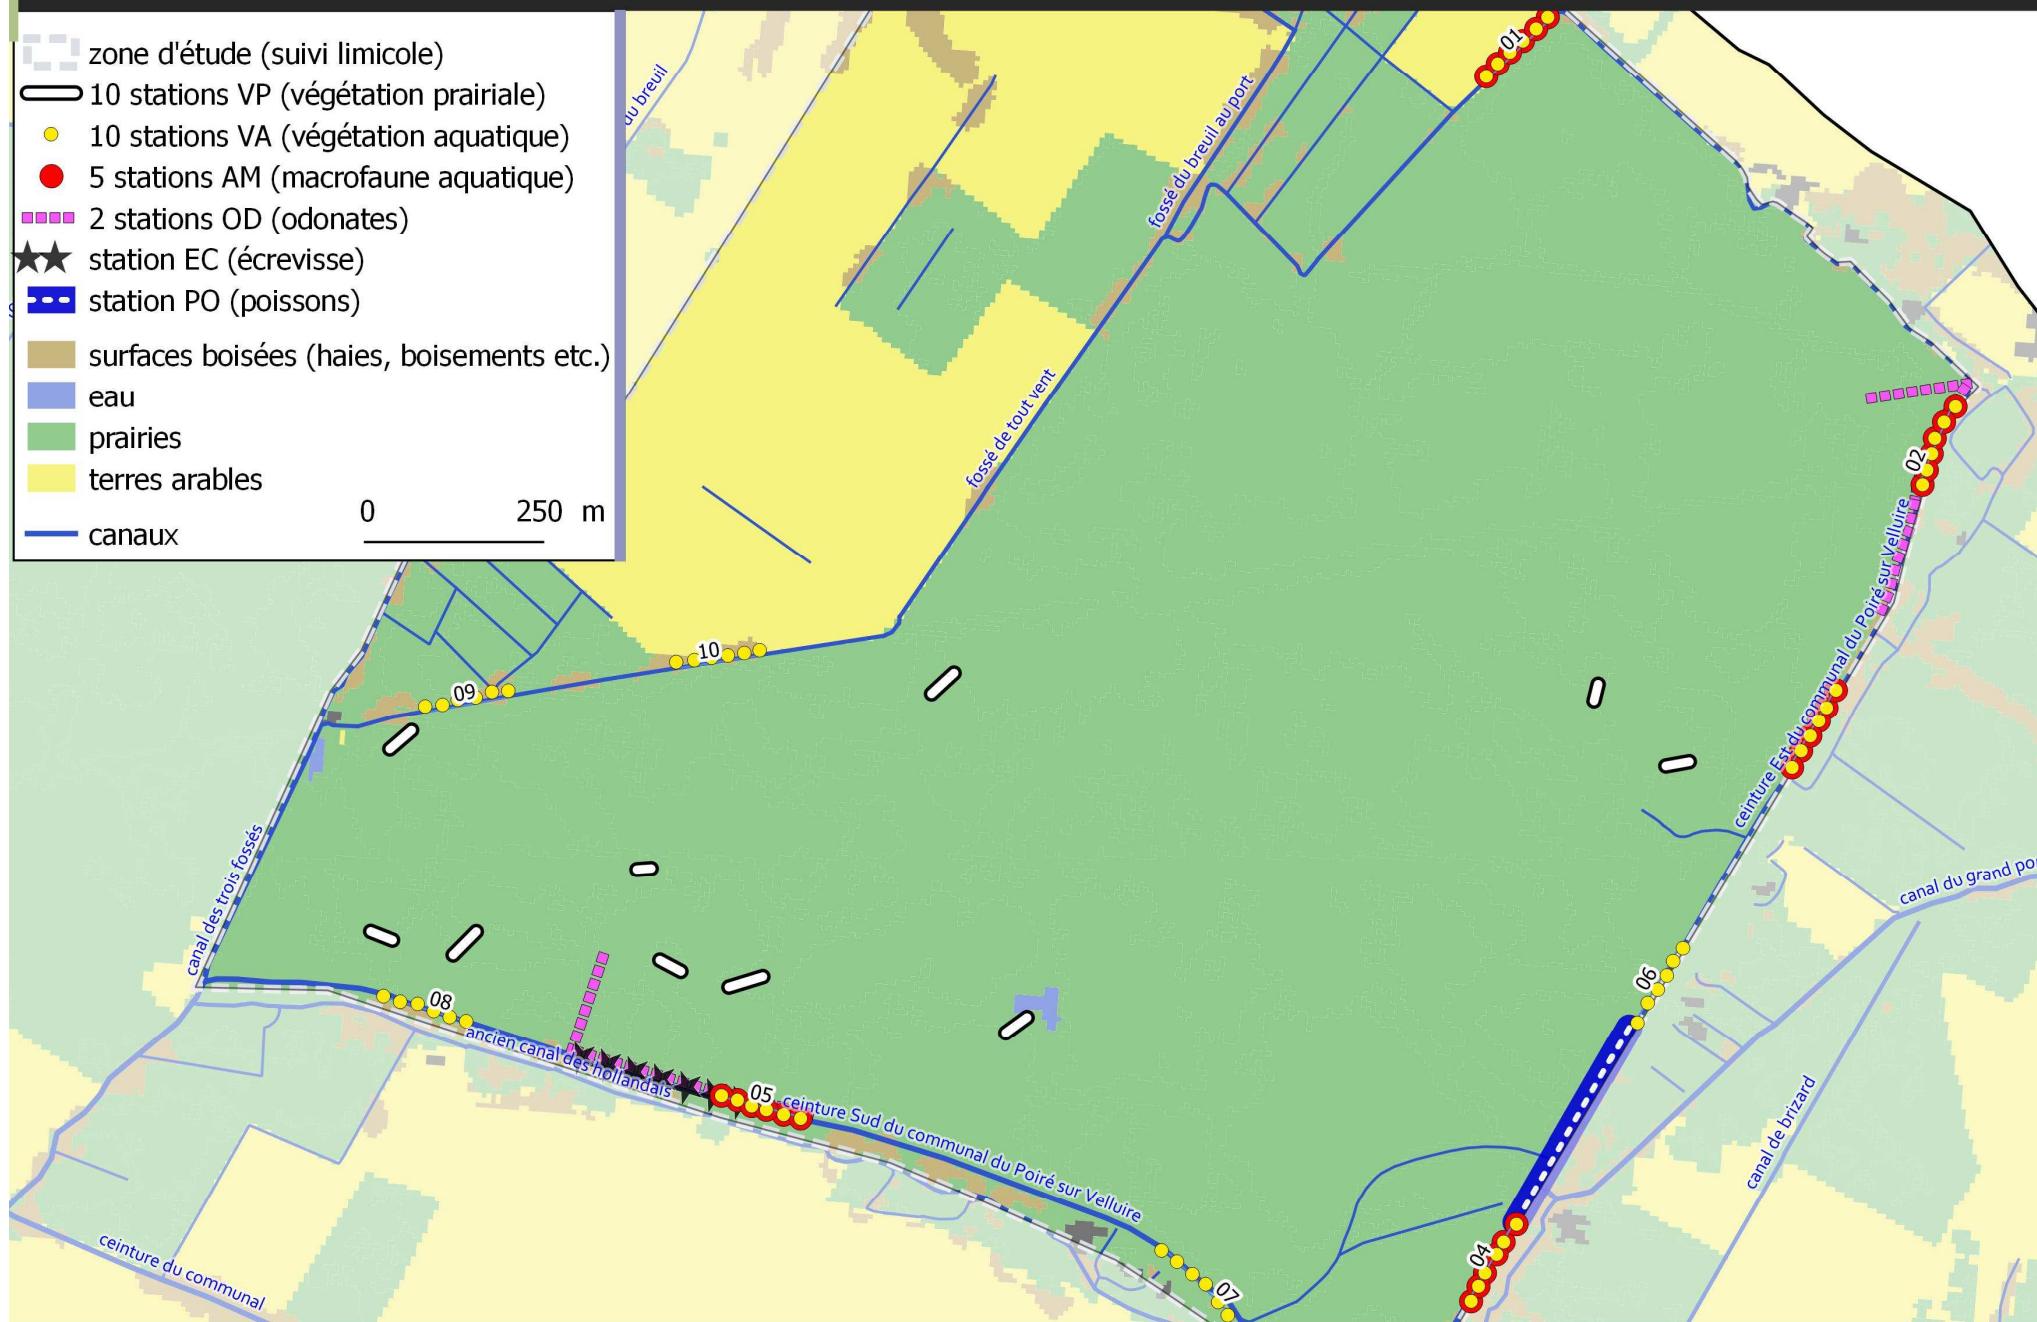 zone d'étude (suivi limicole)
10 stations VP (végétation prairiale)
10 stations VA (végétation aquatique)
5 stations AM (macrofaune aquatique)
2 stations OD (odonates)
station EC (écrevisse)
station PO (poissons)
surfaces boisées (haies, boisements etc.)
eau
prairies
terres arables
0 250 m
canaux
du breuil
fossé du breuil au port
01
fossé de tout vent
02
ceinture Est du communal du Poiré sur Velluire
10
09
canal des trois fossés
canal du grand po
06
08
ancien canal des hollandais
05
ceinture Sud du communal du Poiré sur Velluire
canal de brizard
04
07
ceinture du communal